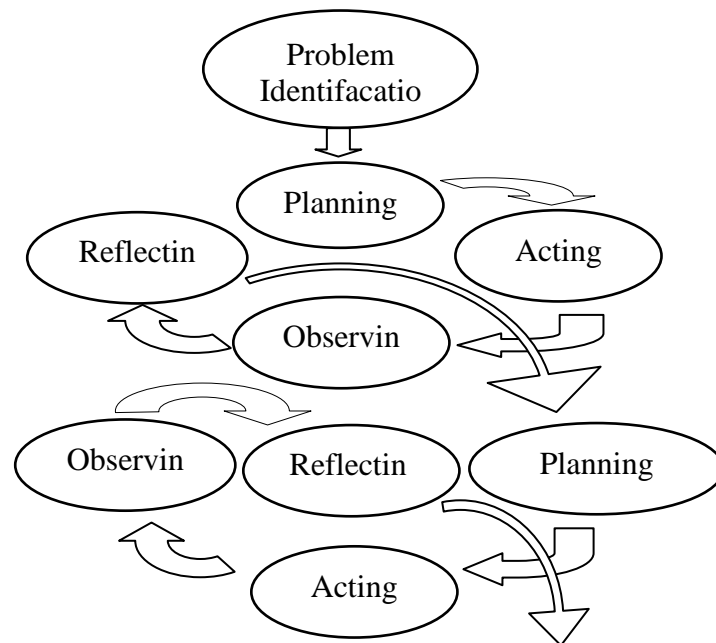 Problem
Identifacatio
Planning
Reflectin
Acting
Observin
Observin
Reflectin
Planning
Acting